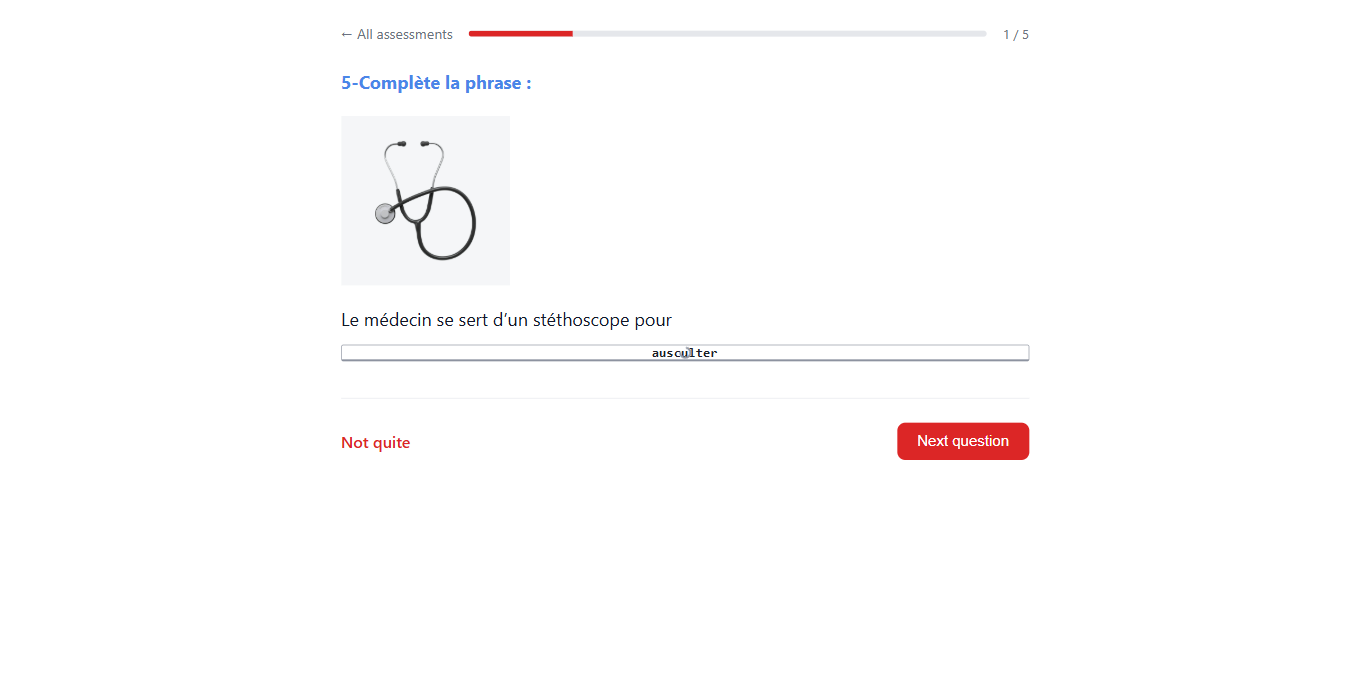 ← All assessments
1 / 5
5-Complète la phrase :
Le médecin se sert d’un stéthoscope pour
ausculter
Not quite
Next question